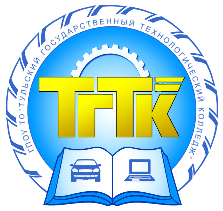 ГПОУ ТО "ТУЛЬСКИЙ ГОСУДАРСТВЕННЫЙ ТЕХНОЛОГИЧЕСКИЙ КОЛЛЕДЖ"
ТГТК